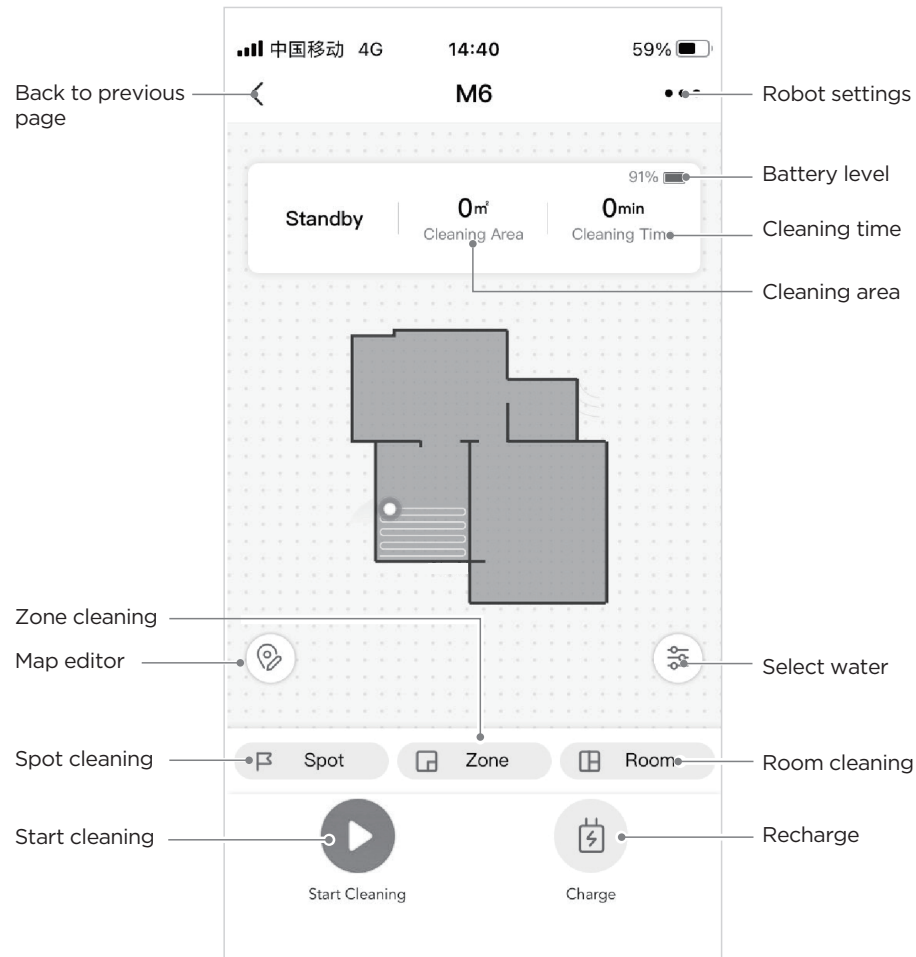 中国移动 4G 14:40 59%
Back to previous page
M6
Robot settings
91%
Battery level
Standby
0㎡
Cleaning Area
0min
Cleaning Tim
Cleaning time
Cleaning area
Zone cleaning
Map editor
Select water
Spot cleaning
Spot
Zone
Room
Room cleaning
Start cleaning
Recharge
Start Cleaning
Charge